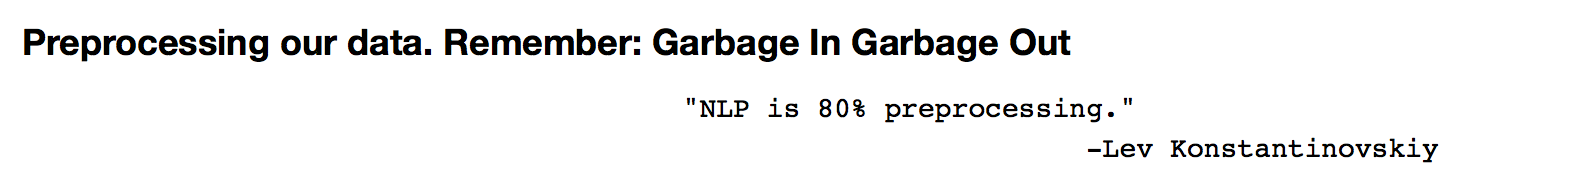 Preprocessing our data. Remember: Garbage In Garbage Out
"NLP is 80% preprocessing."
-Lev Konstantinovskiy